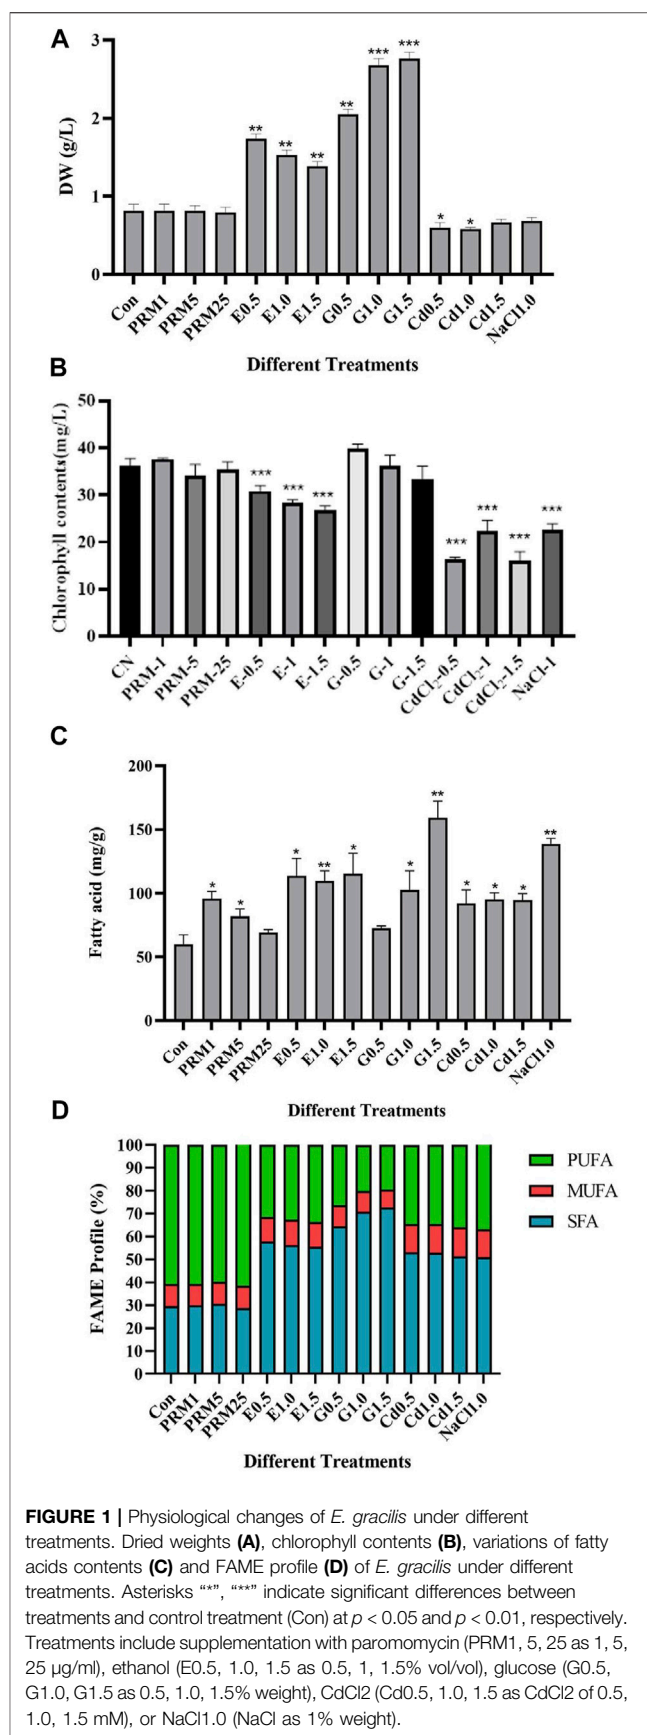 A
DW (g/L)
3
2
1
0
**
**
**
**
***
***
*
*
Con
PRM1
PRM5
PRM25
E0.5
E1.0
E1.5
G0.5
G1.0
G1.5
Cd0.5
Cd1.0
Cd1.5
NaCl1.0
Different Treatments
B
Chlorophyll contents(mg/L)
50
40
30
20
10
0
***
***
***
***
***
***
***
CN
PRM-1
PRM-5
PRM-25
E-0.5
E-1
E-1.5
G-0.5
G-1
G-1.5
CdCl₂-0.5
CdCl₂-1
CdCl₂-1.5
NaCl-1
C
Fatty acid (mg/g)
200
150
100
50
0
*
*
*
**
*
*
**
*
*
*
**
Con
PRM1
PRM5
PRM25
E0.5
E1.0
E1.5
G0.5
G1.0
G1.5
Cd0.5
Cd1.0
Cd1.5
NaCl1.0
Different Treatments
D
FAME Profile (%)
100
90
80
70
60
50
40
30
20
10
0
PUFA
MUFA
SFA
Con
PRM1
PRM5
PRM25
E0.5
E1.0
E1.5
G0.5
G1.0
G1.5
Cd0.5
Cd1.0
Cd1.5
NaCl1.0
Different Treatments
FIGURE 1 | Physiological changes of E. gracilis under different
treatments. Dried weights (A), chlorophyll contents (B), variations of fatty
acids contents (C) and FAME profile (D) of E. gracilis under different
treatments. Asterisks “*”, “**” indicate significant differences between
treatments and control treatment (Con) at p < 0.05 and p < 0.01, respectively.
Treatments include supplementation with paromomycin (PRM1, 5, 25 as 1, 5,
25 μg/ml), ethanol (E0.5, 1.0, 1.5 as 0.5, 1, 1.5% vol/vol), glucose (G0.5,
G1.0, G1.5 as 0.5, 1.0, 1.5% weight), CdCl2 (Cd0.5, 1.0, 1.5 as CdCl2 of 0.5,
1.0, 1.5 mM), or NaCl1.0 (NaCl as 1% weight).